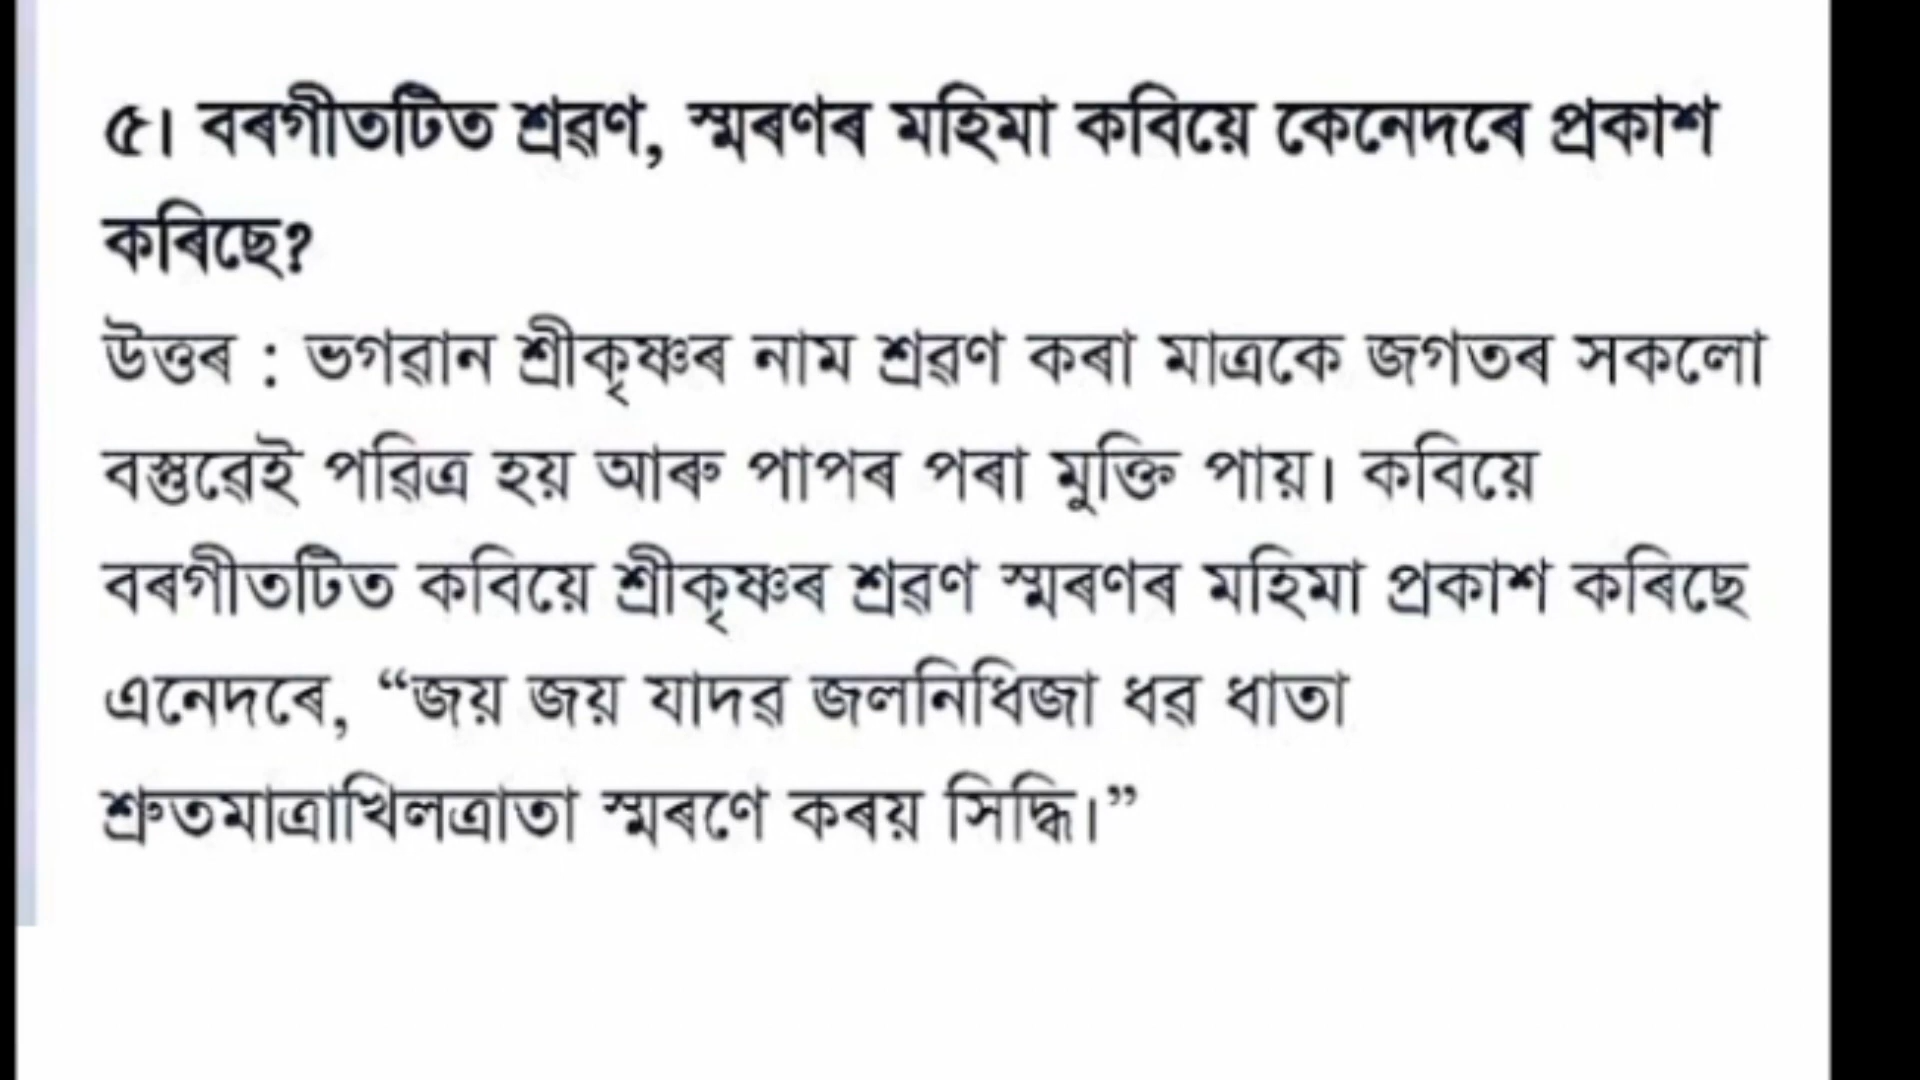 ৫। বৰগীতটিত শ্ৰৱণ, স্মৰণৰ মহিমা কবিয়ে কেনেদৰে প্ৰকাশ
কৰিছে?
উত্তৰ : ভগৱান শ্ৰীকৃষ্ণৰ নাম শ্ৰৱণ কৰা মাত্ৰকে জগতৰ সকলো
বস্তুৱেই পৱিত্ৰ হয় আৰু পাপৰ পৰা মুক্তি পায়। কবিয়ে
বৰগীতটিত কবিয়ে শ্ৰীকৃষ্ণৰ শ্ৰৱণ স্মৰণৰ মহিমা প্ৰকাশ কৰিছে
এনেদৰে, “জয় জয় যাদৱ জলনিধিজা ধৱ ধাতা
শ্ৰুতমাত্ৰাখিলত্ৰাতা স্মৰণে কৰয় সিদ্ধি।”